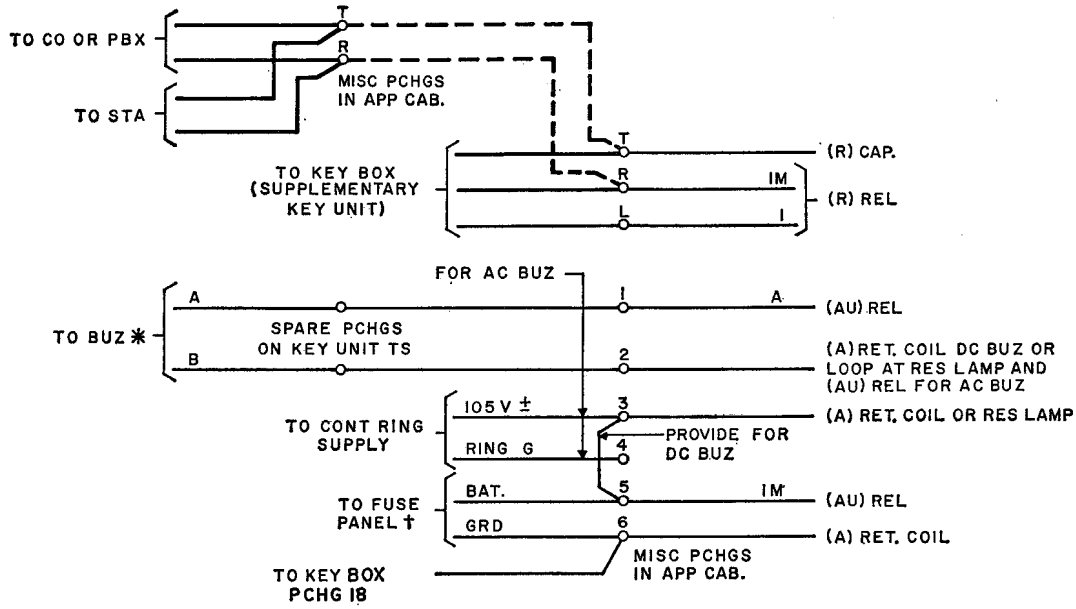 T
TO CO OR PBX
R
MISC PCHGS
IN APP CAB.
TO STA
T
(R) CAP.
TO KEY BOX
(SUPPLEMENTARY
KEY UNIT)
R
1M
(R) REL
L
1
FOR AC BUZ
A
1
A
(AU) REL
TO BUZ *
SPARE PCHGS
ON KEY UNIT TS
B
2
(A) RET. COIL DC BUZ OR
LOOP AT RES LAMP AND
(AU) REL FOR AC BUZ
105 V ±
3
(A) RET. COIL OR RES LAMP
TO CONT RING
SUPPLY
PROVIDE FOR
DC BUZ
RING G
4
BAT.
5
1M
(AU) REL
TO FUSE
PANEL †
GRD
6
(A) RET. COIL
MISC PCHGS
IN APP CAB.
TO KEY BOX
PCHG 18